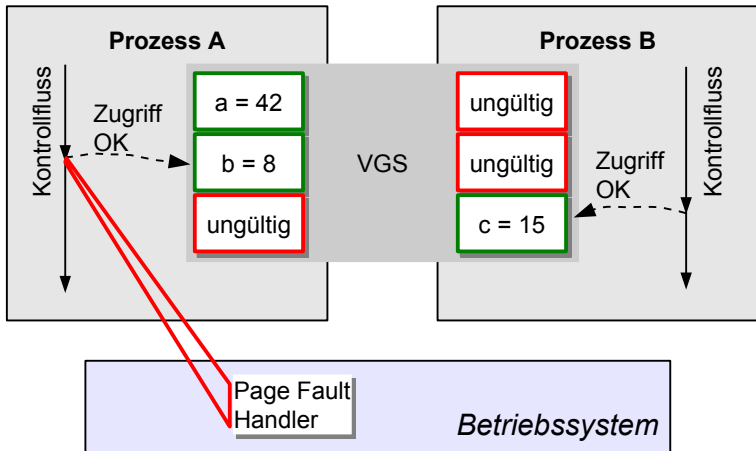 Prozess A
Kontrollfluss
Zugriff
OK
a = 42
b = 8
ungültig
VGS
Prozess B
ungültig
ungültig
c = 15
Zugriff
OK
Kontrollfluss
Page Fault
Handler
Betriebssystem